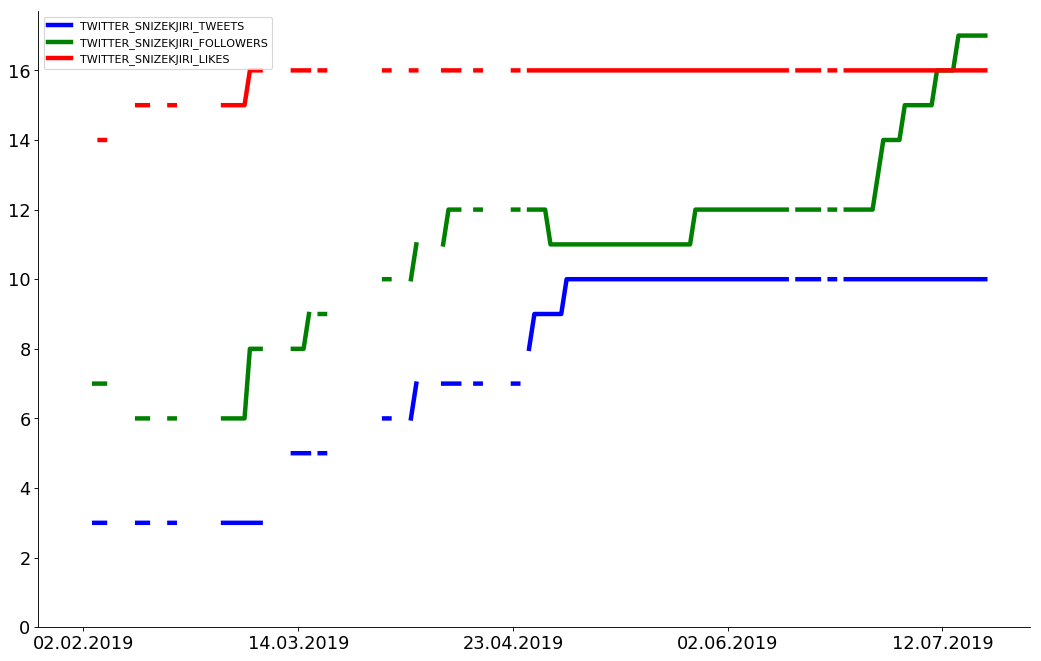 TWITTER_SNIZEKJIRI_TWEETS
TWITTER_SNIZEKJIRI_FOLLOWERS
TWITTER_SNIZEKJIRI_LIKES
16
14
12
10
8
6
4
2
0
02.02.2019 14.03.2019 23.04.2019 02.06.2019 12.07.2019